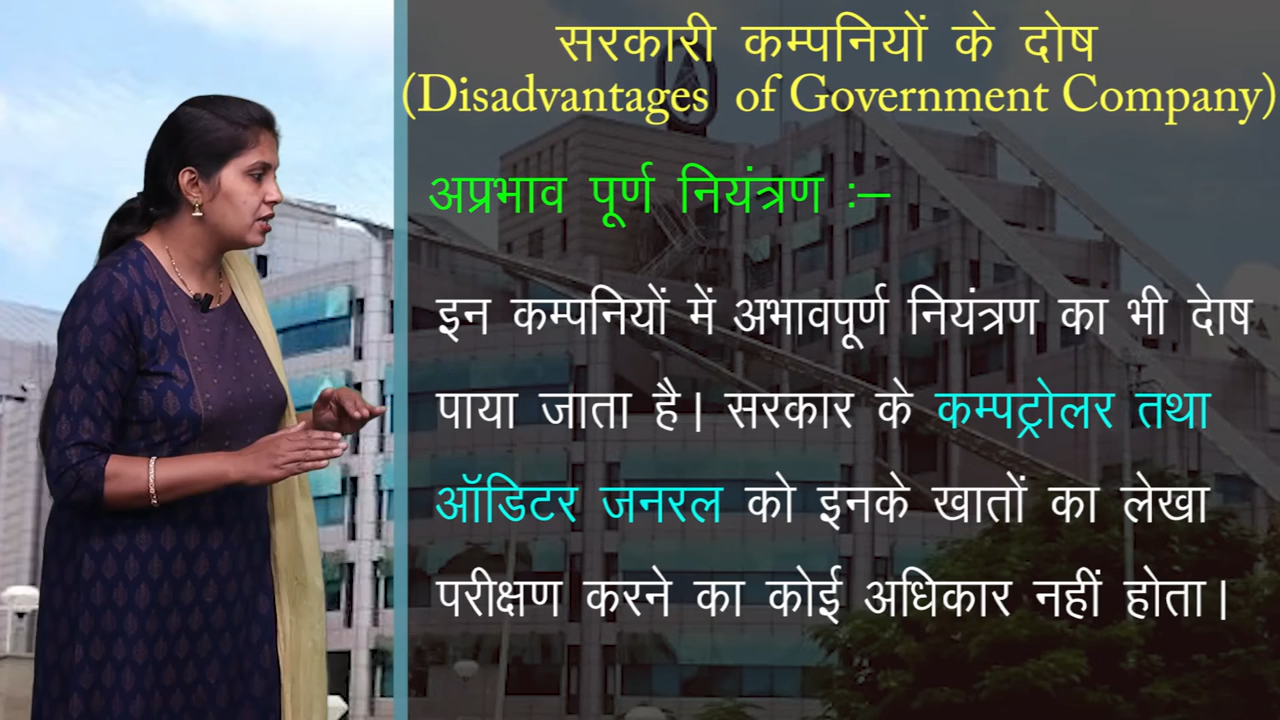 सरकारी कम्पनियों के दोष
(Disadvantages of Government Company)
अप्रभाव पूर्ण नियंत्रण :–
इन कम्पनियों में अभावपूर्ण नियंत्रण का भी देाष
पाया जाता है। सरकार के कम्पट्रोलर तथा
ऑडिटर जनरल को इनके खातों का लेखा
परीक्षण करने का कोई अधिकार नहीं होता।